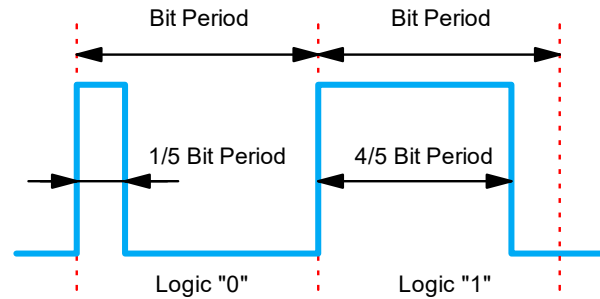 Bit Period
Bit Period
1/5 Bit Period
4/5 Bit Period
Logic "0"
Logic "1"